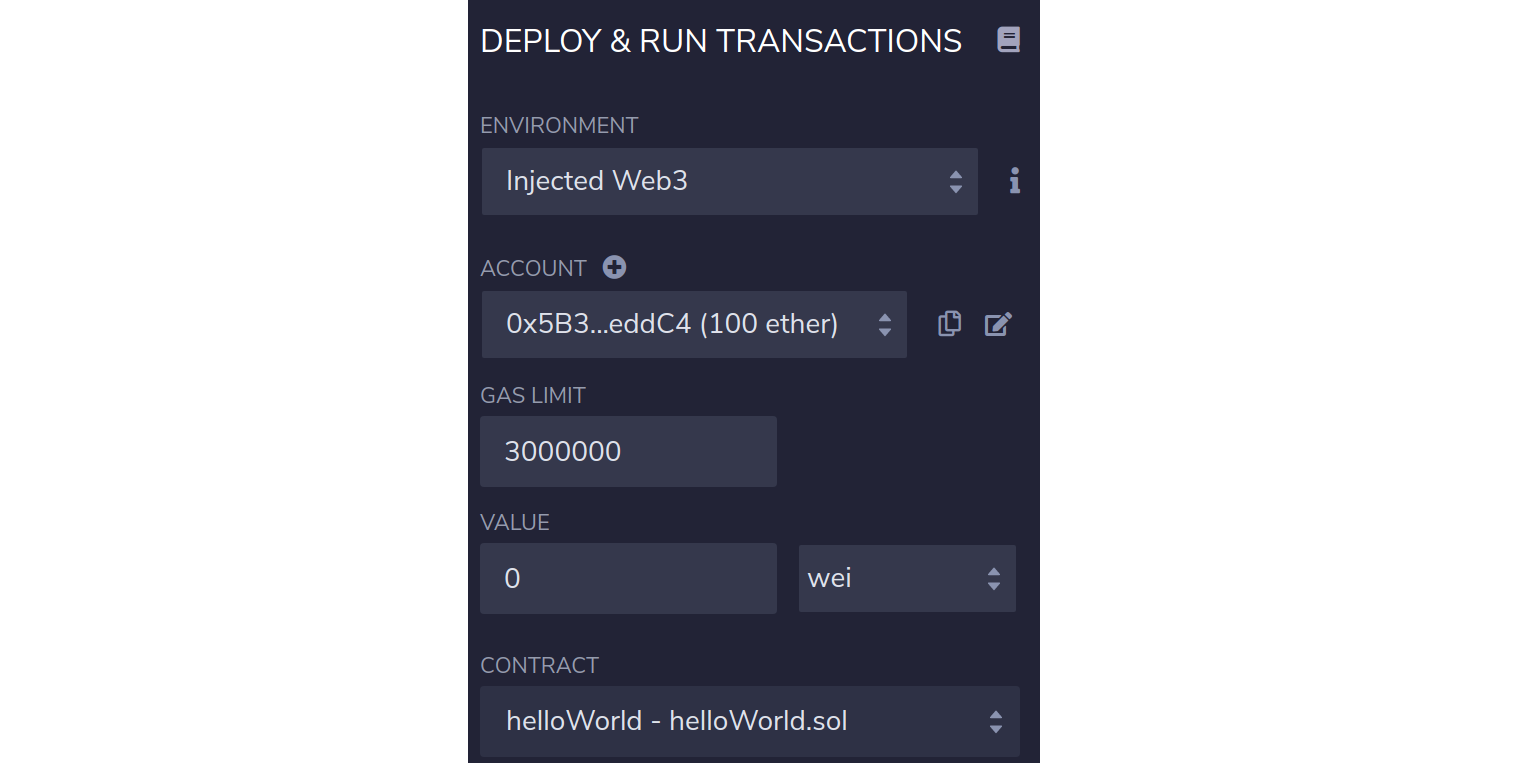 DEPLOY & RUN TRANSACTIONS
ENVIRONMENT
Injected Web3
ACCOUNT
0x5B3...eddC4 (100 ether)
GAS LIMIT
3000000
VALUE
0 wei
CONTRACT
helloWorld - helloWorld.sol